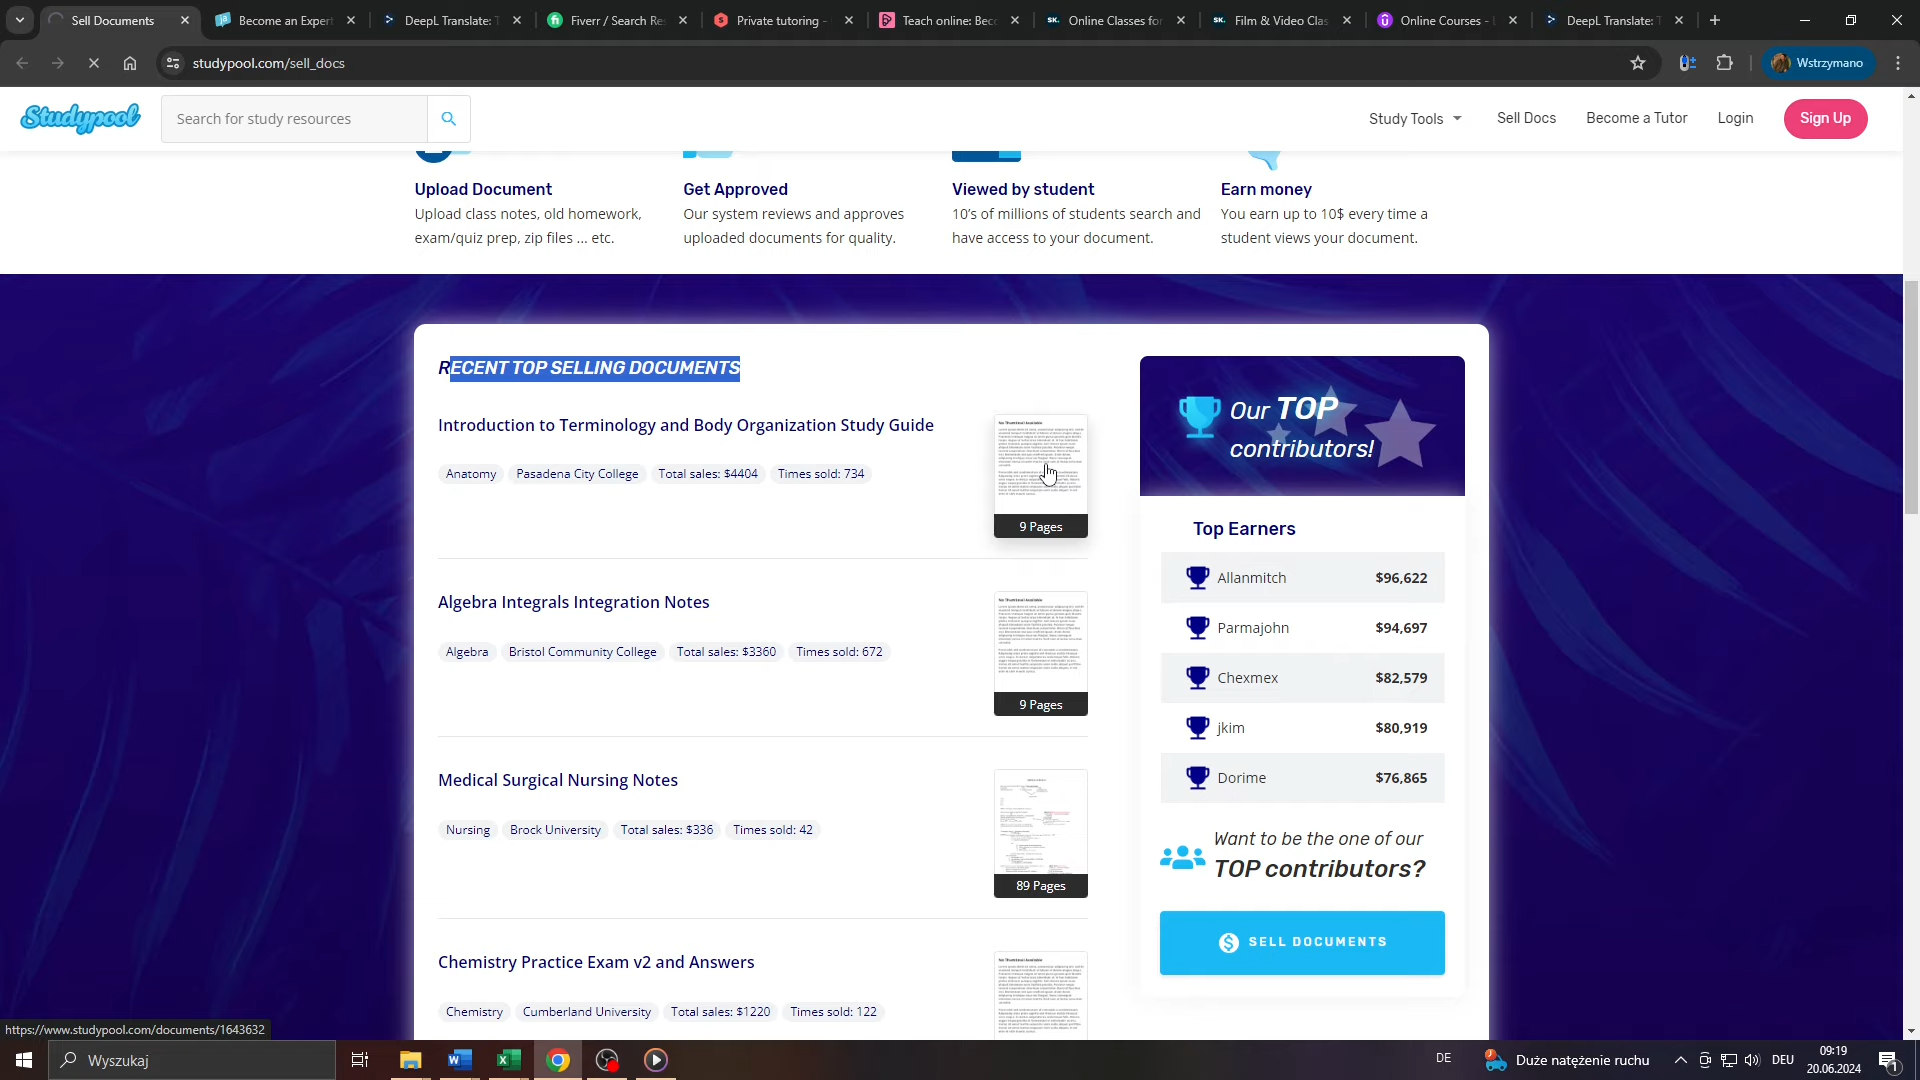 Sell Documents
Become an Expert
DeepL Translate: T
Fiverr / Search Re
Private tutoring -
Teach online: Bec
Online Classes for
Film & Video Clas
Online Courses -
DeepL Translate: T
studypool.com/sell_docs
Wstrzymano
Studypool
Search for study resources
Study Tools
Sell Docs
Become a Tutor
Login
Sign Up
Upload Document
Upload class notes, old homework,
exam/quiz prep, zip files ... etc.
Get Approved
Our system reviews and approves
uploaded documents for quality.
Viewed by student
10’s of millions of students search and
have access to your document.
Earn money
You earn up to 10$ every time a
student views your document.
RECENT TOP SELLING DOCUMENTS
Introduction to Terminology and Body Organization Study Guide
Anatomy
Pasadena City College
Total sales: $4404
Times sold: 734
9 Pages
Algebra Integrals Integration Notes
Algebra
Bristol Community College
Total sales: $3360
Times sold: 672
9 Pages
Medical Surgical Nursing Notes
Nursing
Brock University
Total sales: $336
Times sold: 42
89 Pages
Chemistry Practice Exam v2 and Answers
Chemistry
Cumberland University
Total sales: $1220
Times sold: 122
Our TOP
contributors!
Top Earners
Allanmitch $96,622
Parmajohn $94,697
Chexmex $82,579
jkim $80,919
Dorime $76,865
Want to be the one of our
TOP contributors?
SELL DOCUMENTS
https://www.studypool.com/documents/1643632
Wyszukaj
DE
Duże natężenie ruchu
DEU
09:19
20.06.2024
1